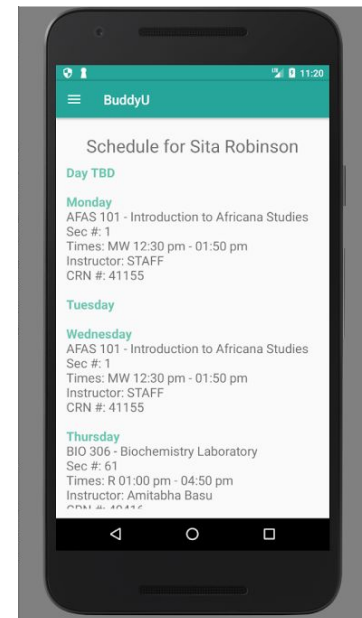 11:20
BuddyU
Schedule for Sita Robinson
Day TBD
Monday
AFAS 101 - Introduction to Africana Studies
Sec #: 1
Times: MW 12:30 pm - 01:50 pm
Instructor: STAFF
CRN #: 41155
Tuesday
Wednesday
AFAS 101 - Introduction to Africana Studies
Sec #: 1
Times: MW 12:30 pm - 01:50 pm
Instructor: STAFF
CRN #: 41155
Thursday
BIO 306 - Biochemistry Laboratory
Sec #: 61
Times: R 01:00 pm - 04:50 pm
Instructor: Amitabha Basu
CRN #: